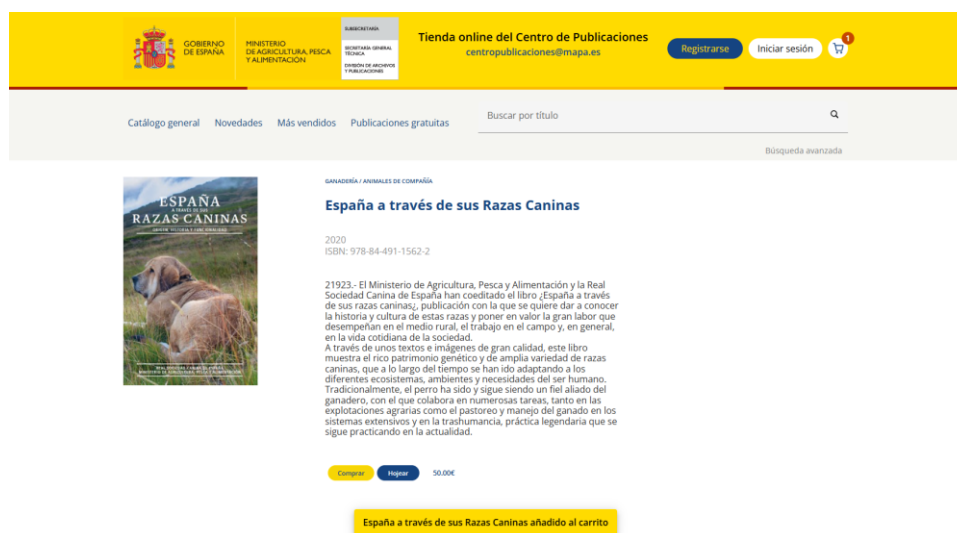 GOBIERNO
DE ESPAÑA
MINISTERIO
DE AGRICULTURA, PESCA
Y ALIMENTACIÓN
SUBSECRETARÍA
SECRETARÍA GENERAL
TÉCNICA
DIVISIÓN DE ARCHIVOS
Y PUBLICACIONES
Tienda online del Centro de Publicaciones
centropublicaciones@mapa.es
Registrarse
Iniciar sesión
1
Catálogo general Novedades Más vendidos Publicaciones gratuitas
Buscar por título
Búsqueda avanzada
ESPAÑA
A TRAVÉS DE SUS
RAZAS CANINAS
GANADERÍA / ANIMALES DE COMPAÑÍA
España a través de sus Razas Caninas
2020
ISBN: 978-84-491-1562-2
21923.- El Ministerio de Agricultura, Pesca y Alimentación y la Real
Sociedad Canina de España han coeditado el libro ¿España a través
de sus razas caninas¿, publicación con la que se quiere dar a conocer
la historia y cultura de estas razas y poner en valor la gran labor que
desempeñan en el medio rural, el trabajo en el campo y, en general,
en la vida cotidiana de la sociedad.
A través de unos textos e imágenes de gran calidad, este libro
muestra el rico patrimonio genético y de amplia variedad de razas
caninas, que a lo largo del tiempo se han ido adaptando a los
diferentes ecosistemas, ambientes y necesidades del ser humano.
Tradicionalmente, el perro ha sido y sigue siendo un fiel aliado del
ganadero, con el que colabora en numerosas tareas, tanto en las
explotaciones agrarias como el pastoreo y manejo del ganado en los
sistemas extensivos y en la trashumancia, práctica legendaria que se
sigue practicando en la actualidad.
Comprar
Hojear
50.00€
España a través de sus Razas Caninas añadido al carrito